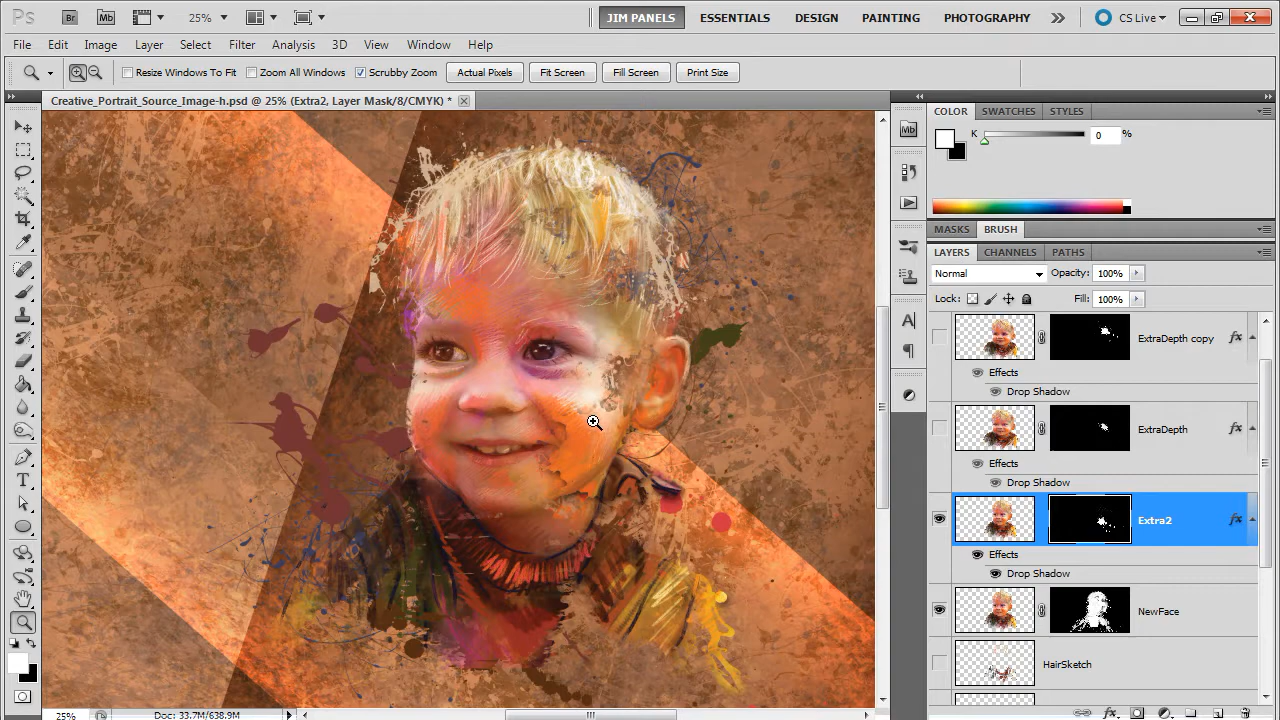 Ps Br Mb 25% JIM PANELS ESSENTIALS DESIGN PAINTING PHOTOGRAPHY CS Live
File Edit Image Layer Select Filter Analysis 3D View Window Help
Resize Windows To Fit Zoom All Windows Scrubby Zoom Actual Pixels Fit Screen Fill Screen Print Size
Creative_Portrait_Source_Image-h.psd @ 25% (Extra2, Layer Mask/8/CMYK) *
COLOR SWATCHES STYLES
Mb
K 0 %
MASKS BRUSH
LAYERS CHANNELS PATHS
Normal Opacity: 100%
Lock: Fill: 100%
ExtraDepth copy fx
Effects
Drop Shadow
ExtraDepth fx
Effects
Drop Shadow
Extra2 fx
Effects
Drop Shadow
NewFace
HairSketch
25% Doc: 33.7M/638.9M